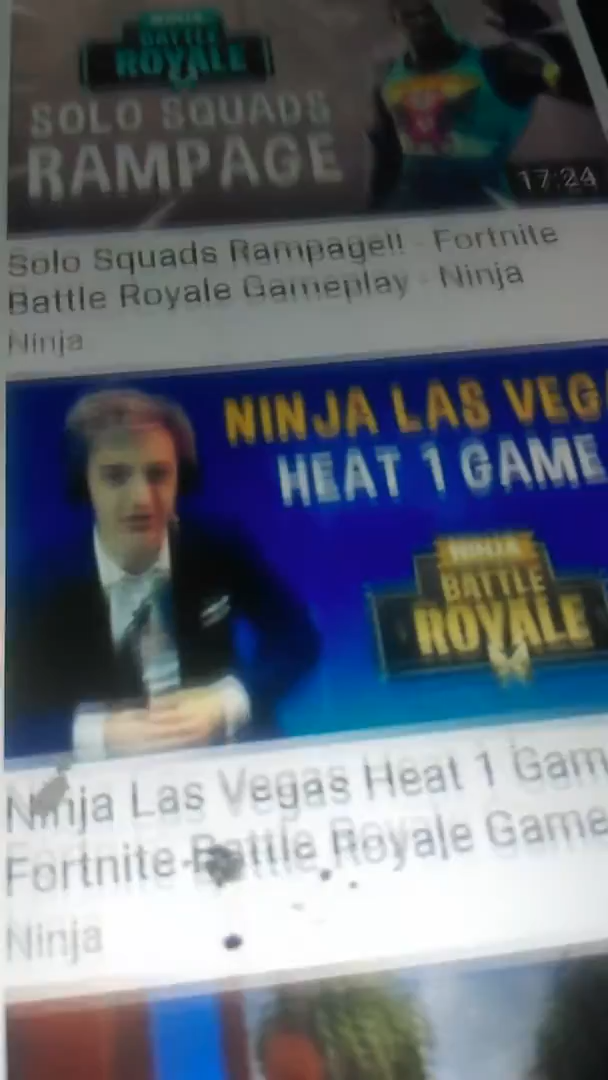 NINJA
BATTLE
ROYALE
SOLO SQUADS
RAMPAGE
17:24
Solo Squads Rampage!! - Fortnite
Battle Royale Gameplay - Ninja
Ninja
NINJA LAS VEGA
HEAT 1 GAME
NINJA
BATTLE
ROYALE
Ninja Las Vegas Heat 1 Gam
Fortnite-Battle Royale Game
Ninja